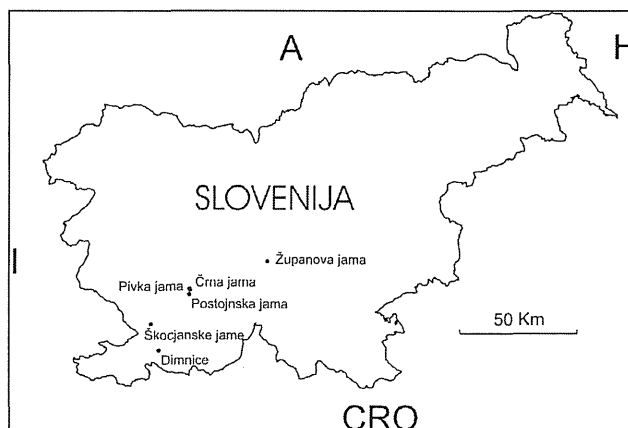 A
H
SLOVENIJA
I
Županova jama
Pivka jama
Črna jama
Postojnska jama
50 Km
Škocjanske jame
Dimnice
CRO